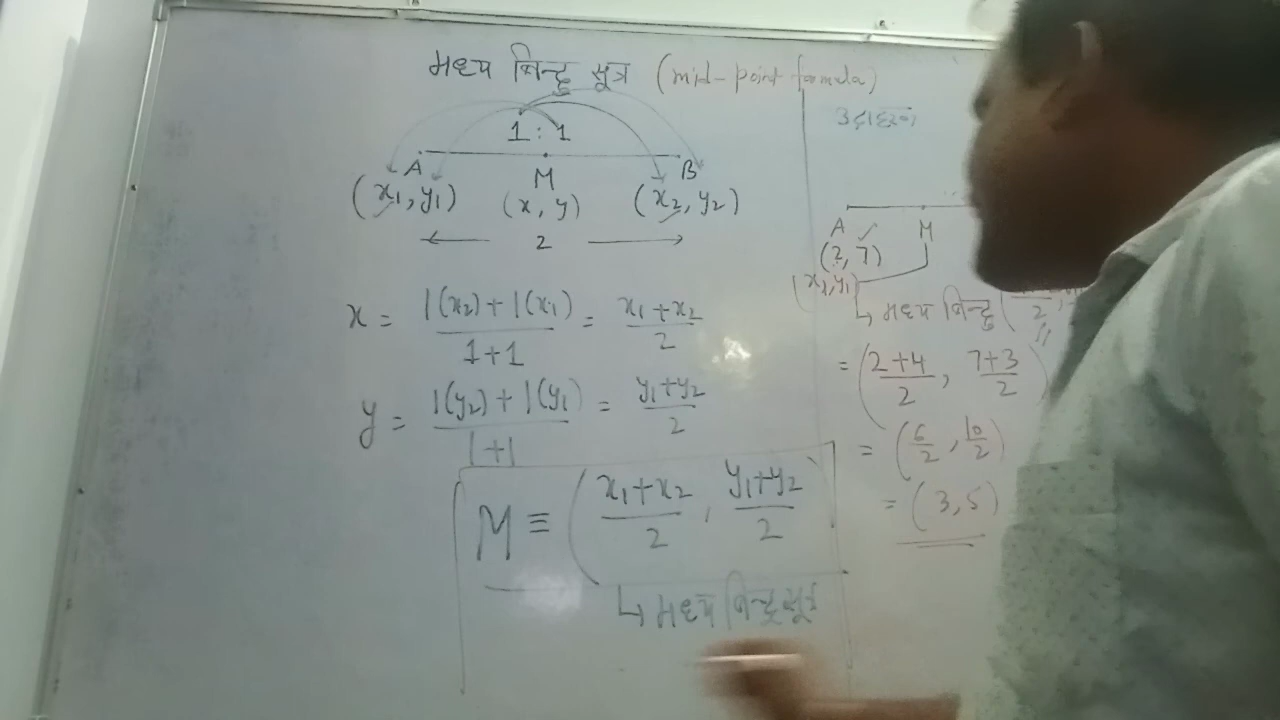 मध्य बिन्दु सूत्र (mid-point formula)
1 : 1
A M B
(x₁, y₁) (x, y) (x₂, y₂)
2
x = 1(x₂) + 1(x₁) / 1+1 = x₁+x₂ / 2
y = 1(y₂) + 1(y₁) / 1+1 = y₁+y₂ / 2
M ≡ ( x₁+x₂ / 2 , y₁+y₂ / 2
↳ मध्य बिन्दु सूत्र
उदाहरण
A M
(2, 7)
(x₁, y₁)
↳ मध्य बिन्दु (
= ( 2+4 / 2 , 7+3 / 2 )
= ( 6/2 , 10/2 )
= (3, 5)